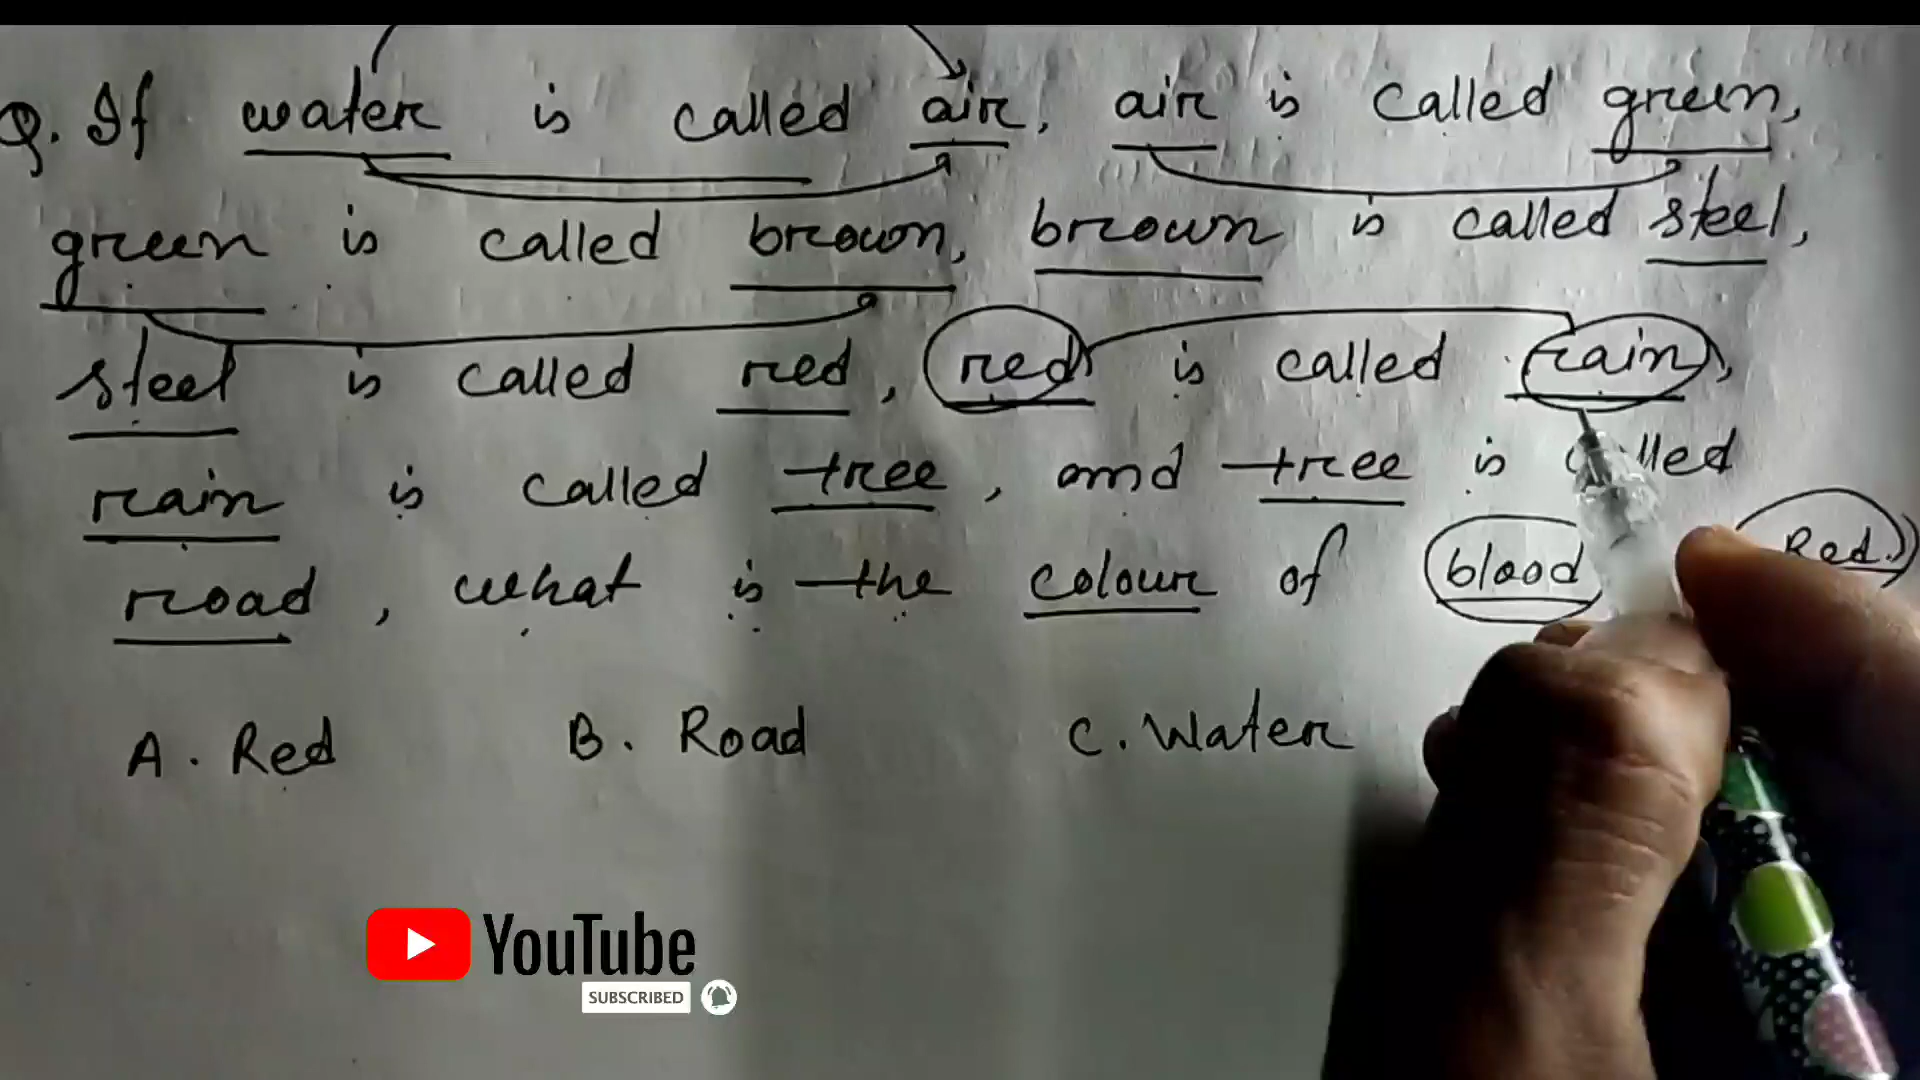 Q. If water is called air, air is called green,
green is called brown, brown is called steel,
steel is called red, red is called rain,
rain is called tree, and tree is called
road, what is the colour of blood Red.
A. Red B. Road C. Water
YouTube
SUBSCRIBED